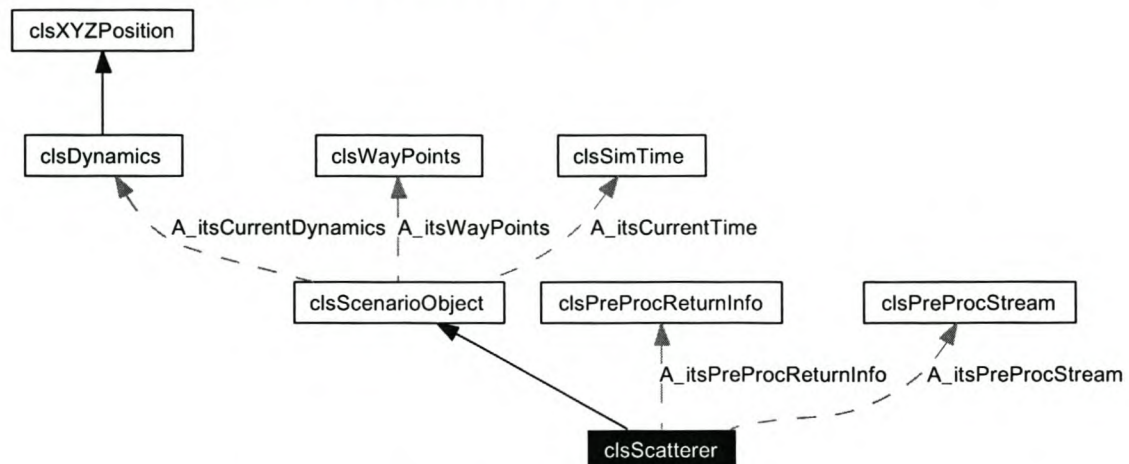 clsXYZPosition
clsDynamics
clsWayPoints
clsSimTime
A_itsCurrentDynamics
A_itsWayPoints
A_itsCurrentTime
clsScenarioObject
clsPreProcReturnInfo
clsPreProcStream
A_itsPreProcReturnInfo
A_itsPreProcStream
clsScatterer